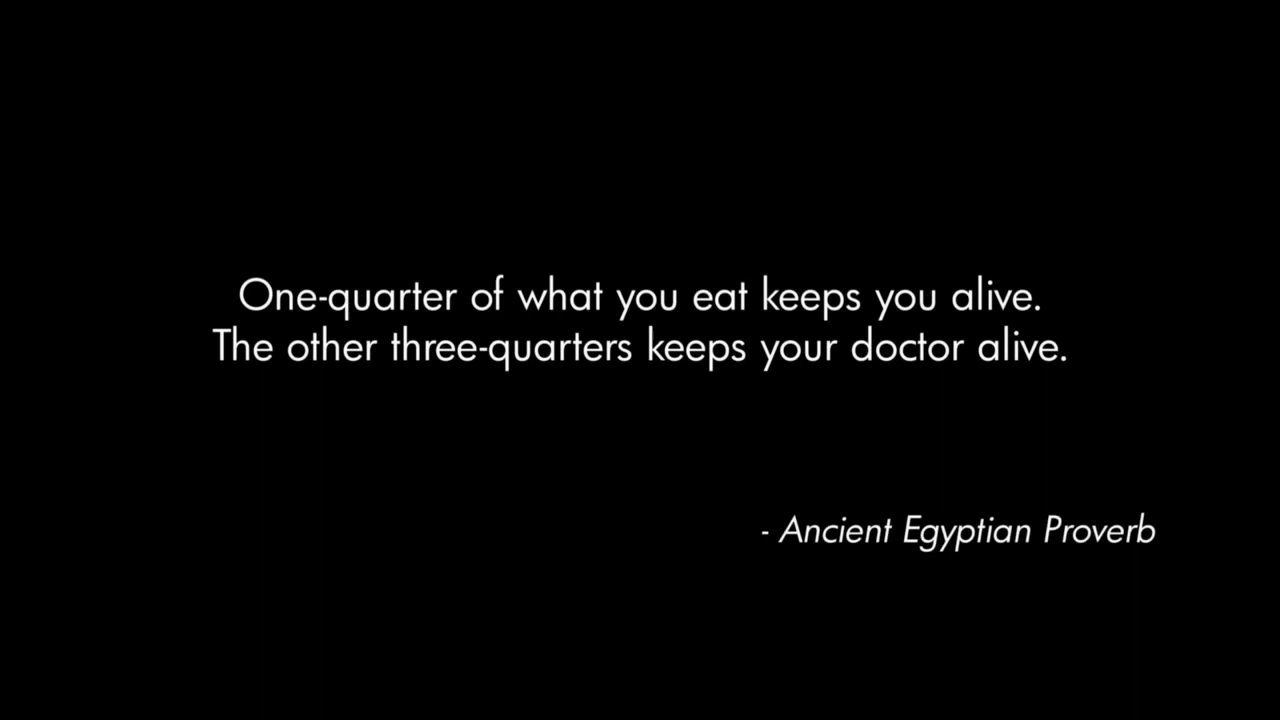 One-quarter of what you eat keeps you alive.
The other three-quarters keeps your doctor alive.
- Ancient Egyptian Proverb